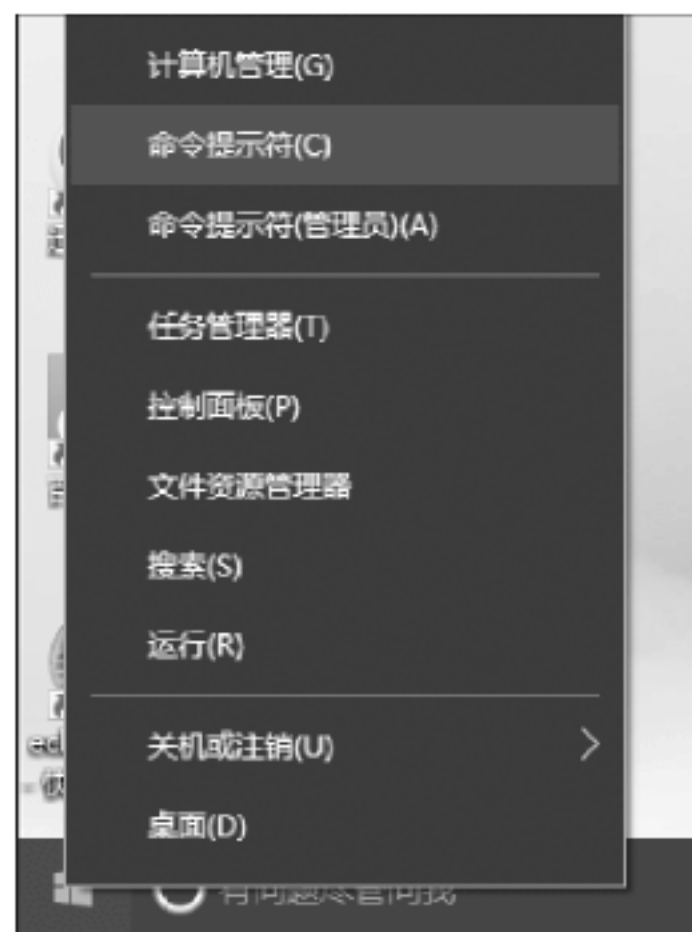 计算机管理(G)
命令提示符(C)
命令提示符(管理员)(A)
任务管理器(T)
控制面板(P)
文件资源管理器
搜索(S)
运行(R)
关机或注销(U)
桌面(D)
有问题尽管问我